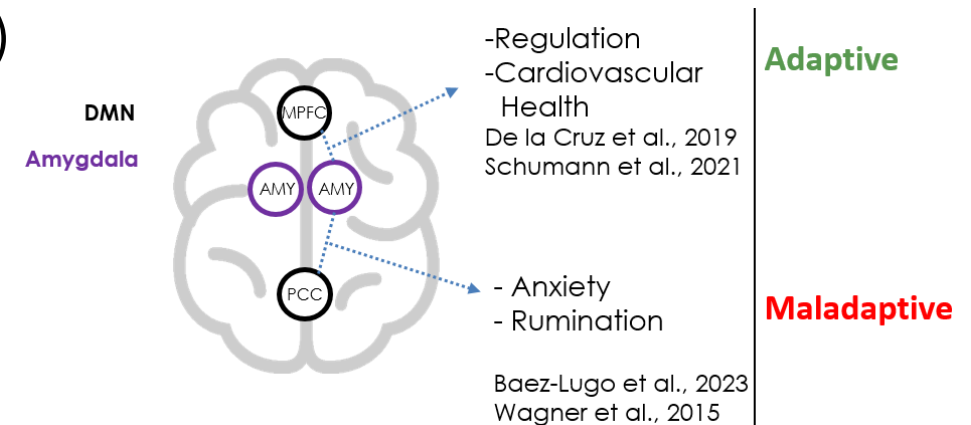 )
DMN
Amygdala
MPFC
AMY
AMY
PCC
-Regulation
-Cardiovascular
Health
De la Cruz et al., 2019
Schumann et al., 2021
Adaptive
- Anxiety
- Rumination
Baez-Lugo et al., 2023
Wagner et al., 2015
Maladaptive